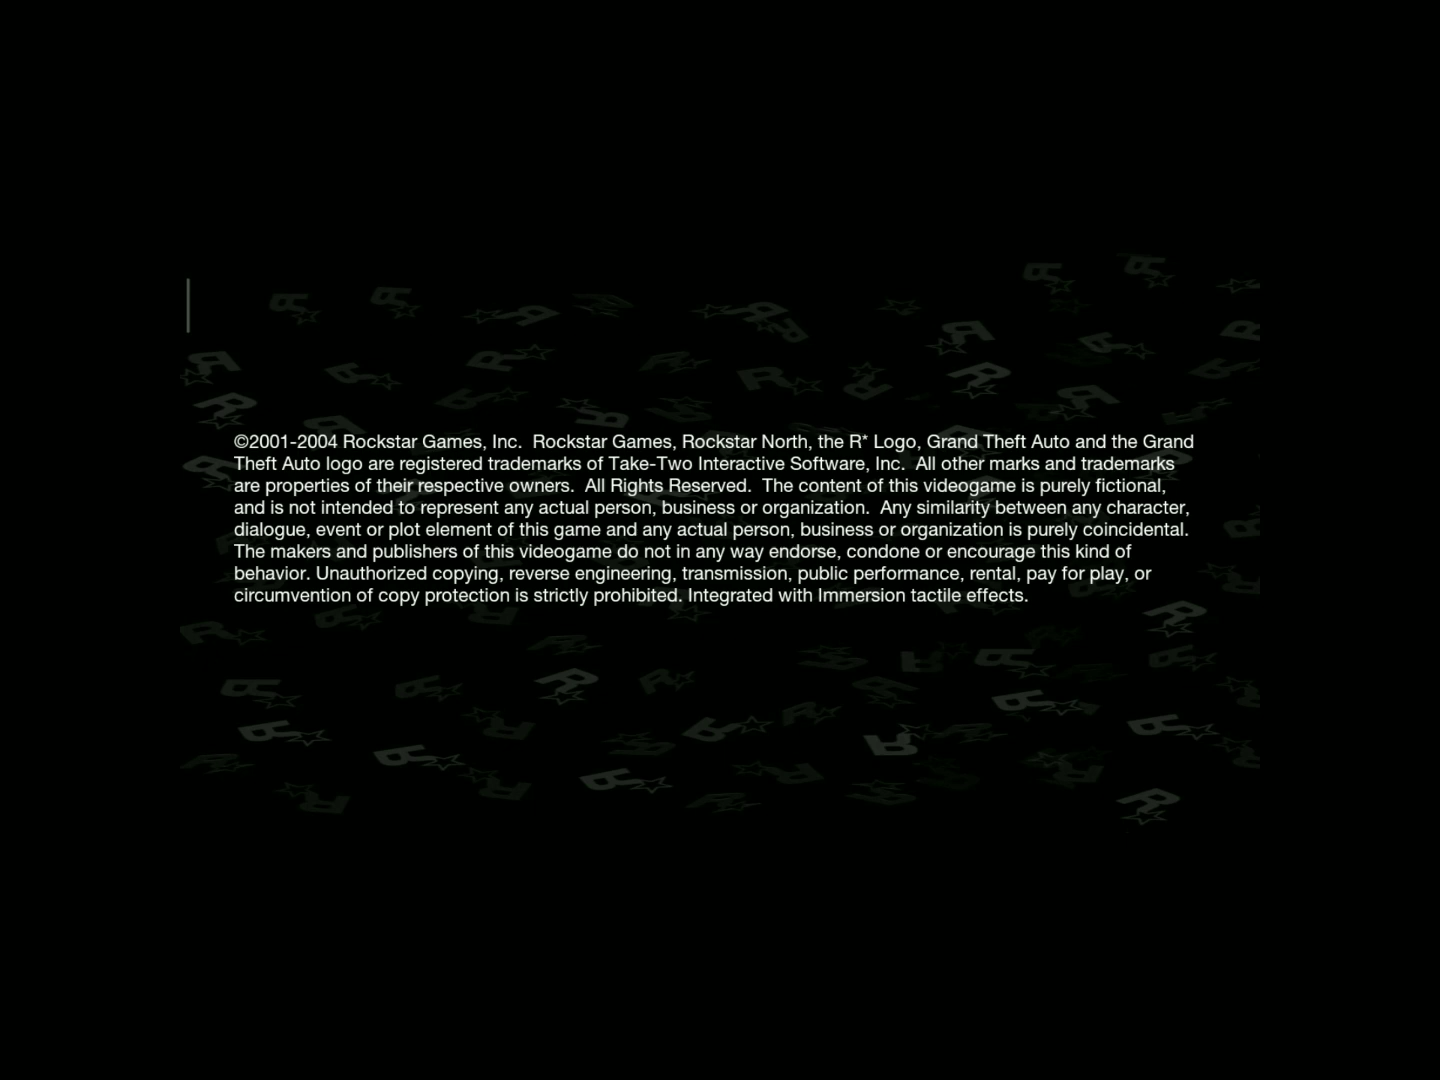 ©2001-2004 Rockstar Games, Inc.  Rockstar Games, Rockstar North, the R* Logo, Grand Theft Auto and the Grand
Theft Auto logo are registered trademarks of Take-Two Interactive Software, Inc.  All other marks and trademarks
are properties of their respective owners.  All Rights Reserved.  The content of this videogame is purely fictional,
and is not intended to represent any actual person, business or organization.  Any similarity between any character,
dialogue, event or plot element of this game and any actual person, business or organization is purely coincidental.
The makers and publishers of this videogame do not in any way endorse, condone or encourage this kind of
behavior. Unauthorized copying, reverse engineering, transmission, public performance, rental, pay for play, or
circumvention of copy protection is strictly prohibited. Integrated with Immersion tactile effects.